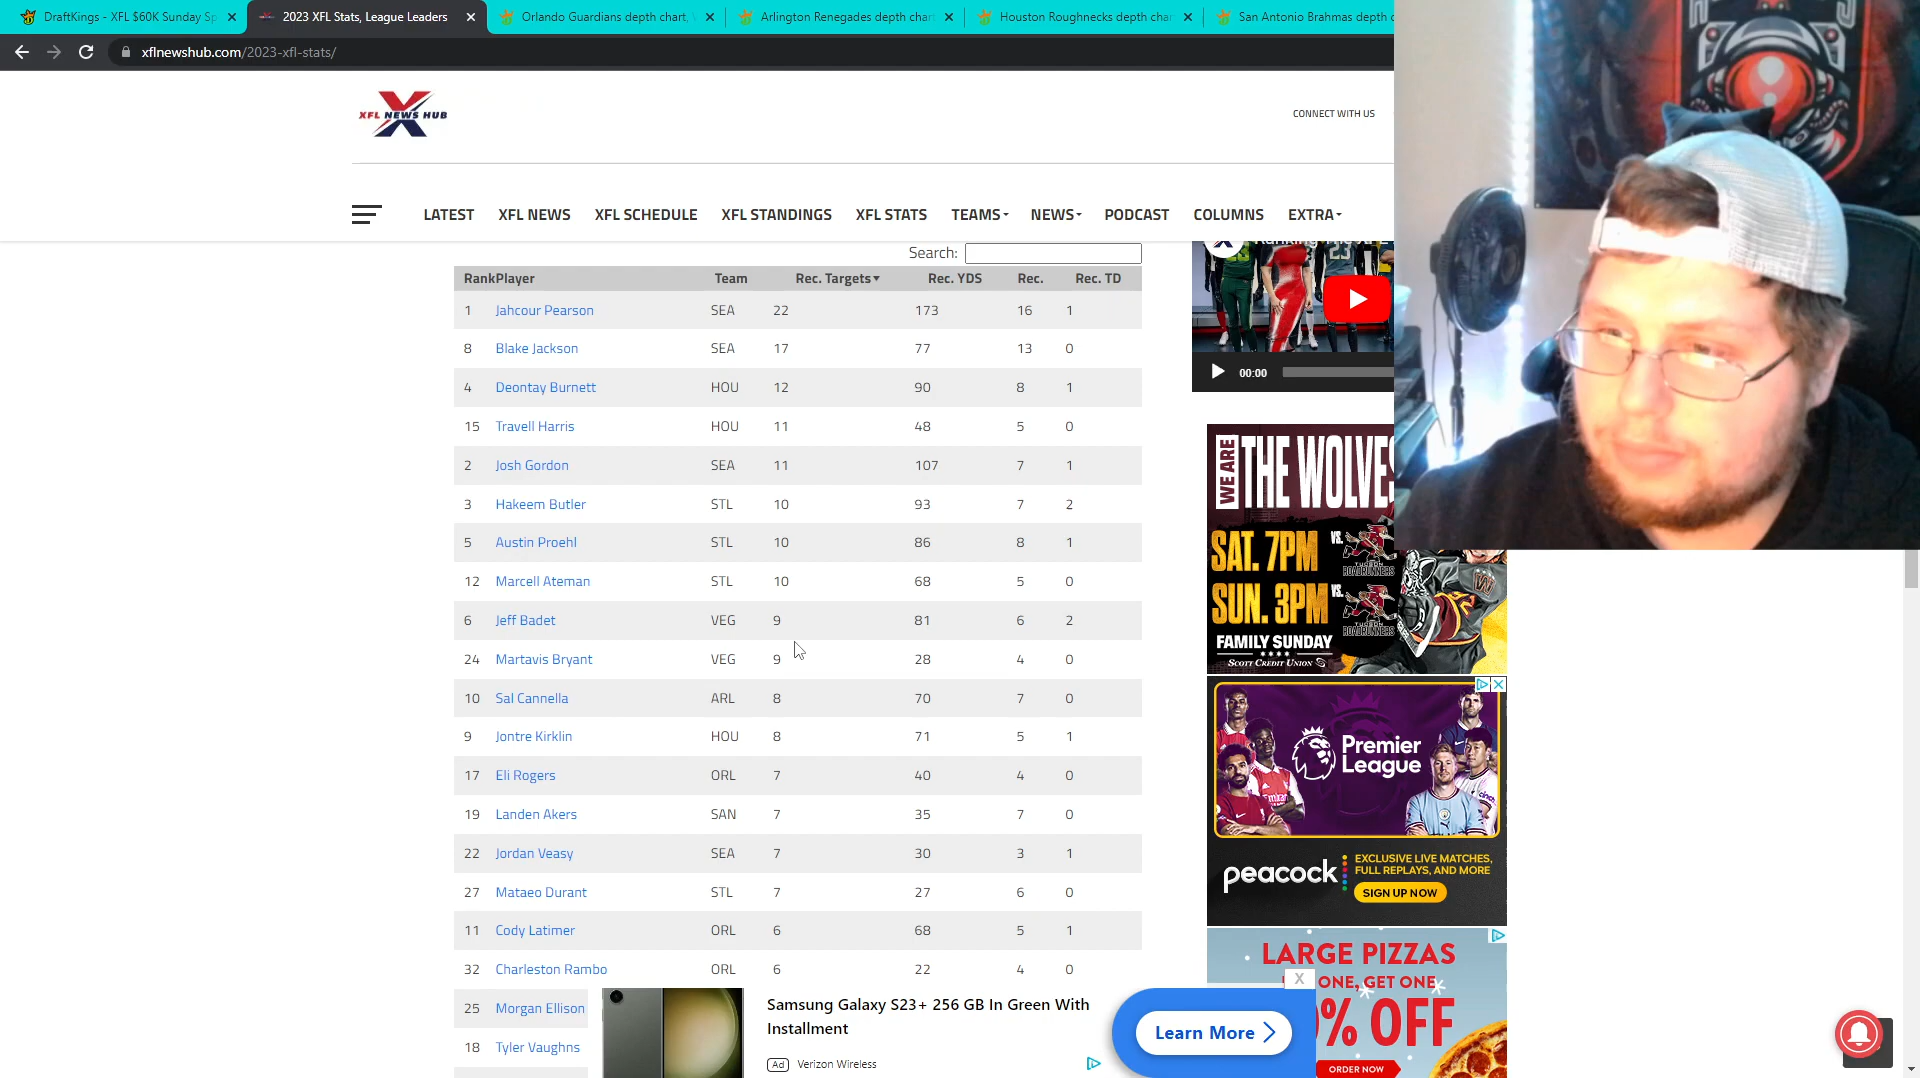 DraftKings - XFL $60K Sunday Sp
2023 XFL Stats, League Leaders
Orlando Guardians depth chart,
Arlington Renegades depth chart
Houston Roughnecks depth char
San Antonio Brahmas depth c
xflnewshub.com/2023-xfl-stats/
XFL NEWS HUB
CONNECT WITH US
LATEST XFL NEWS XFL SCHEDULE XFL STANDINGS XFL STATS TEAMS NEWS PODCAST COLUMNS EXTRA
Search:
Rank Player Team Rec. Targets Rec. YDS Rec. Rec. TD
1 Jahcour Pearson SEA 22 173 16 1
8 Blake Jackson SEA 17 77 13 0
4 Deontay Burnett HOU 12 90 8 1
15 Travell Harris HOU 11 48 5 0
2 Josh Gordon SEA 11 107 7 1
3 Hakeem Butler STL 10 93 7 2
5 Austin Proehl STL 10 86 8 1
12 Marcell Ateman STL 10 68 5 0
6 Jeff Badet VEG 9 81 6 2
24 Martavis Bryant VEG 9 28 4 0
10 Sal Cannella ARL 8 70 7 0
9 Jontre Kirklin HOU 8 71 5 1
17 Eli Rogers ORL 7 40 4 0
19 Landen Akers SAN 7 35 7 0
22 Jordan Veasy SEA 7 30 3 1
27 Mataeo Durant STL 7 27 6 0
11 Cody Latimer ORL 6 68 5 1
32 Charleston Rambo ORL 6 22 4 0
25 Morgan Ellison
18 Tyler Vaughns
00:00
WE ARE
THE WOLVES
SAT. 7PM VS. ROADRUNNERS
SUN. 3PM VS. ROADRUNNERS
FAMILY SUNDAY
SCOTT CREDIT UNION
Premier
League
peacock
EXCLUSIVE LIVE MATCHES,
FULL REPLAYS, AND MORE
SIGN UP NOW
LARGE PIZZAS
ONE, GET ONE
% OFF
ORDER NOW
Samsung Galaxy S23+ 256 GB In Green With
Installment
Ad Verizon Wireless
Learn More
X